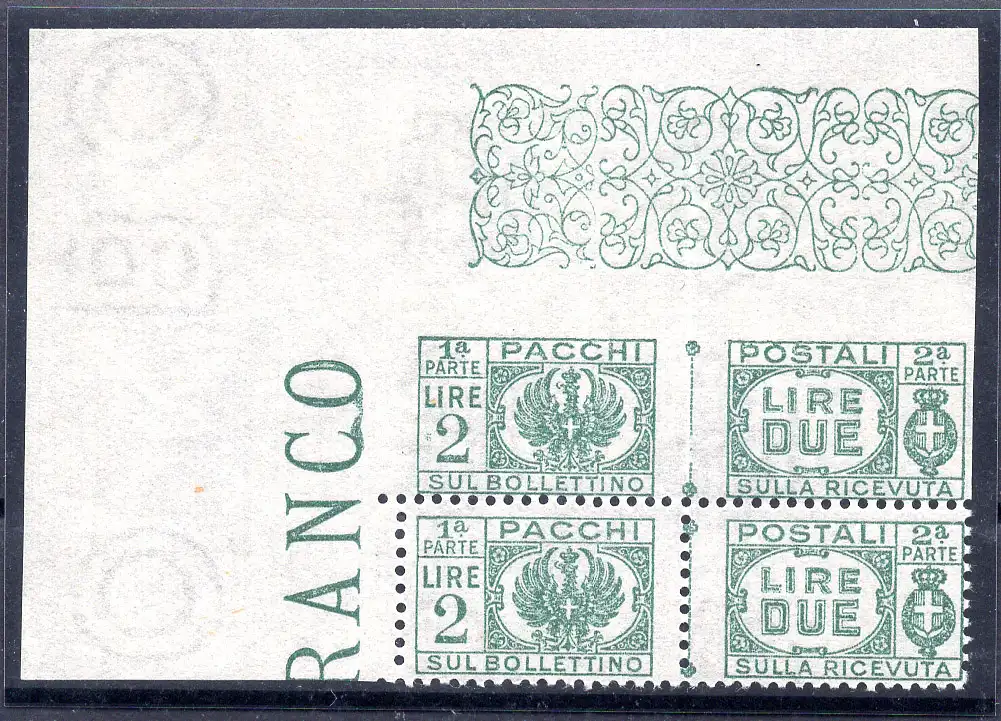 RANCO
1a PARTE
PACCHI
LIRE
2
SUL BOLLETTINO
POSTALI
2a PARTE
LIRE
DUE
SULLA RICEVUTA
1a PARTE
PACCHI
LIRE
2
SUL BOLLETTINO
POSTALI
2a PARTE
LIRE
DUE
SULLA RICEVUTA